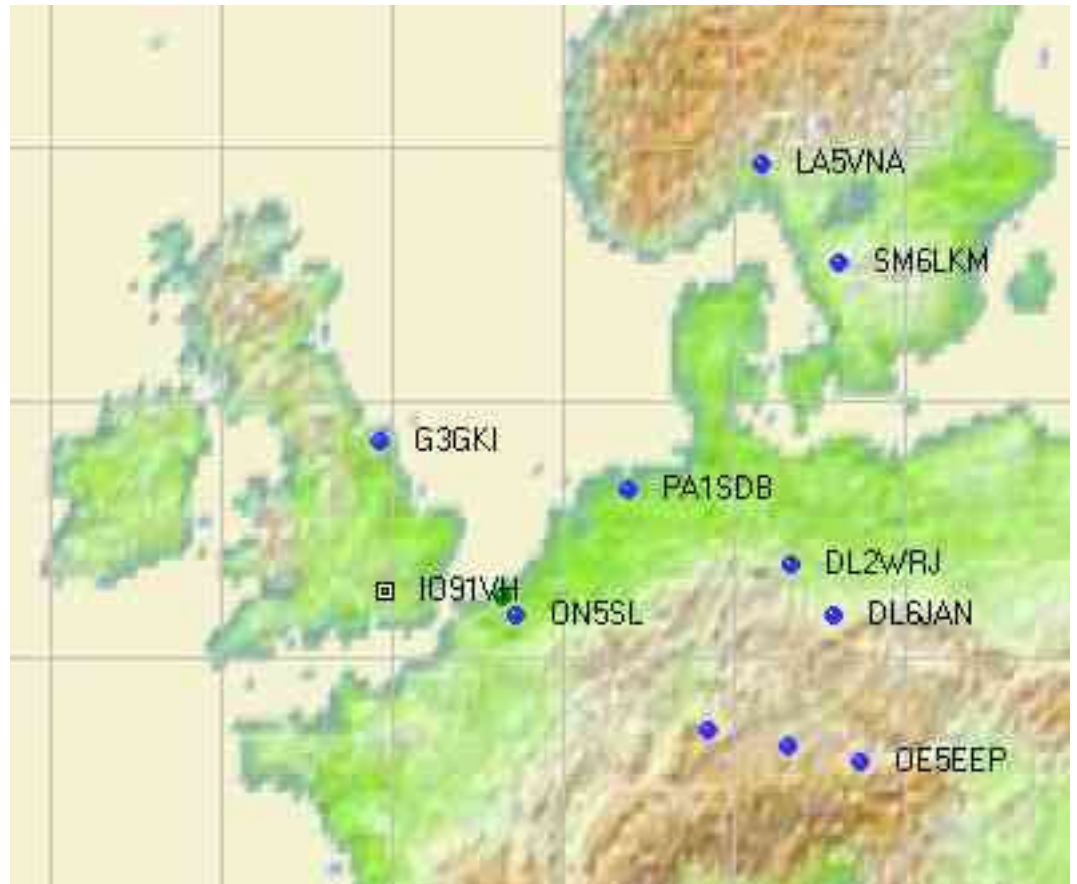 LA5VNA
SM6LKM
G3GKI
PA1SDB
DL2WRJ
IO91VH
ON5SL
DL6JAN
OE5EEP